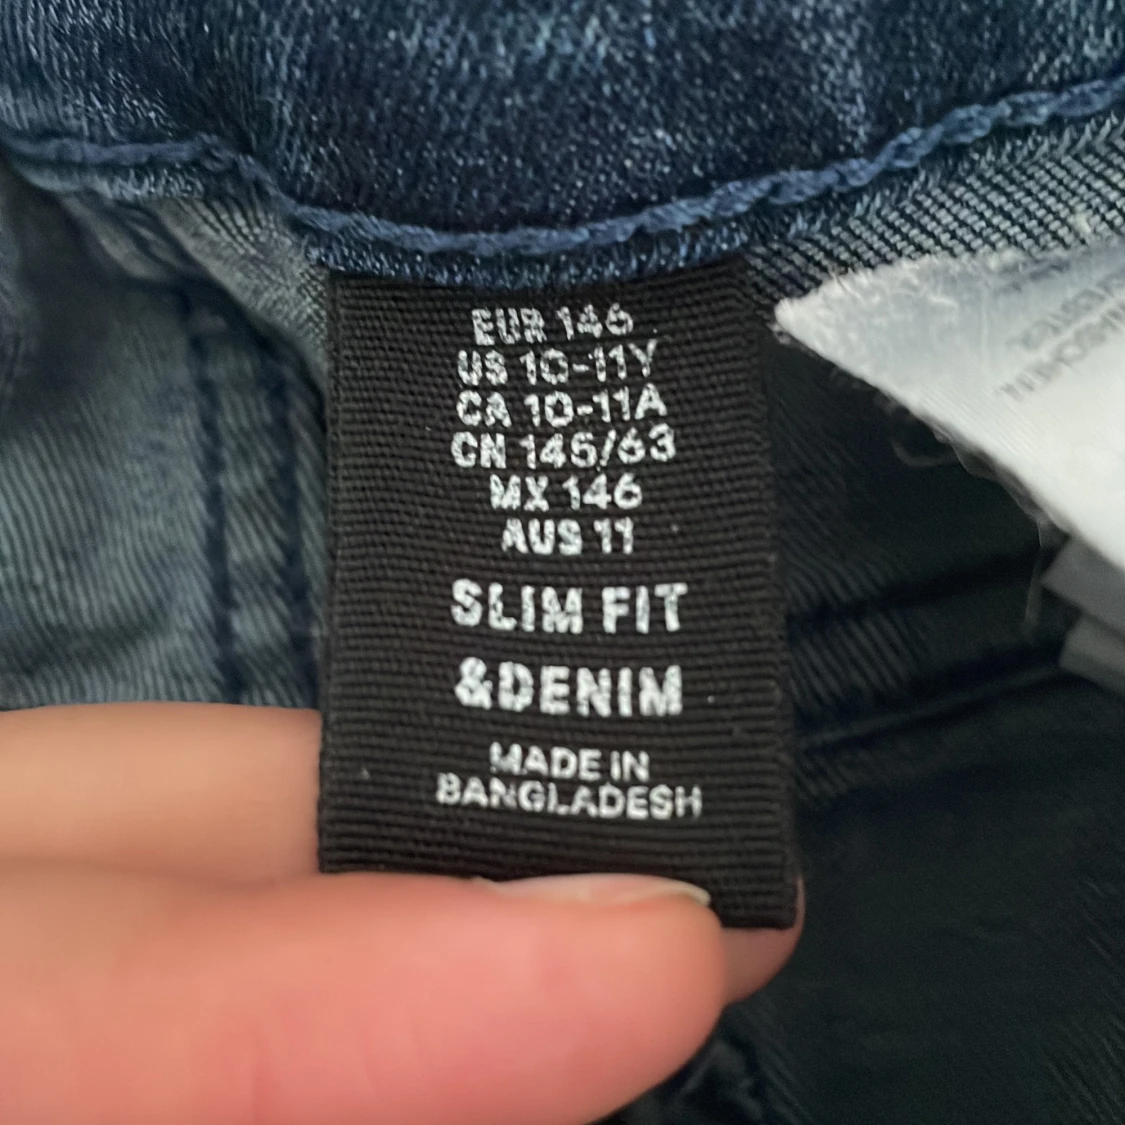 EUR 146
US 10-11Y
CA 10-11A
CN 146/63
MX 146
AUS 11
SLIM FIT
&DENIM
MADE IN
BANGLADESH